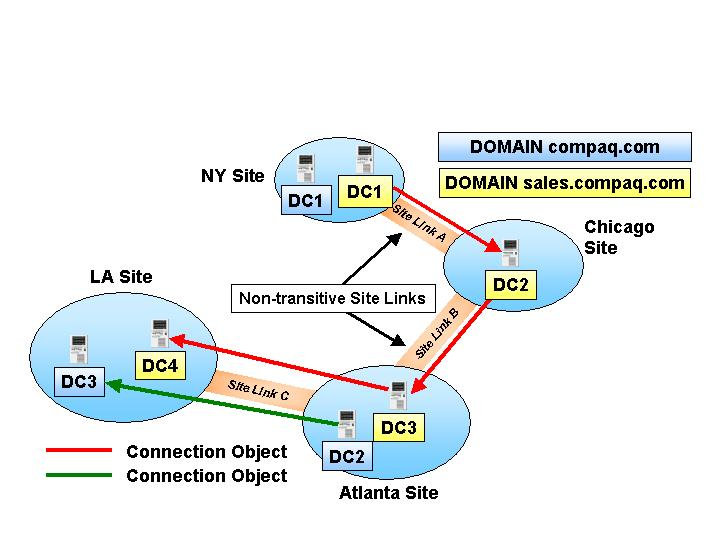 DOMAIN compaq.com
NY Site
DOMAIN sales.compaq.com
DC1
DC1
Site Link A
Chicago
Site
LA Site
DC2
Non-transitive Site Links
Site Link B
DC4
DC3
Site Link C
DC3
Connection Object
DC2
Connection Object
Atlanta Site